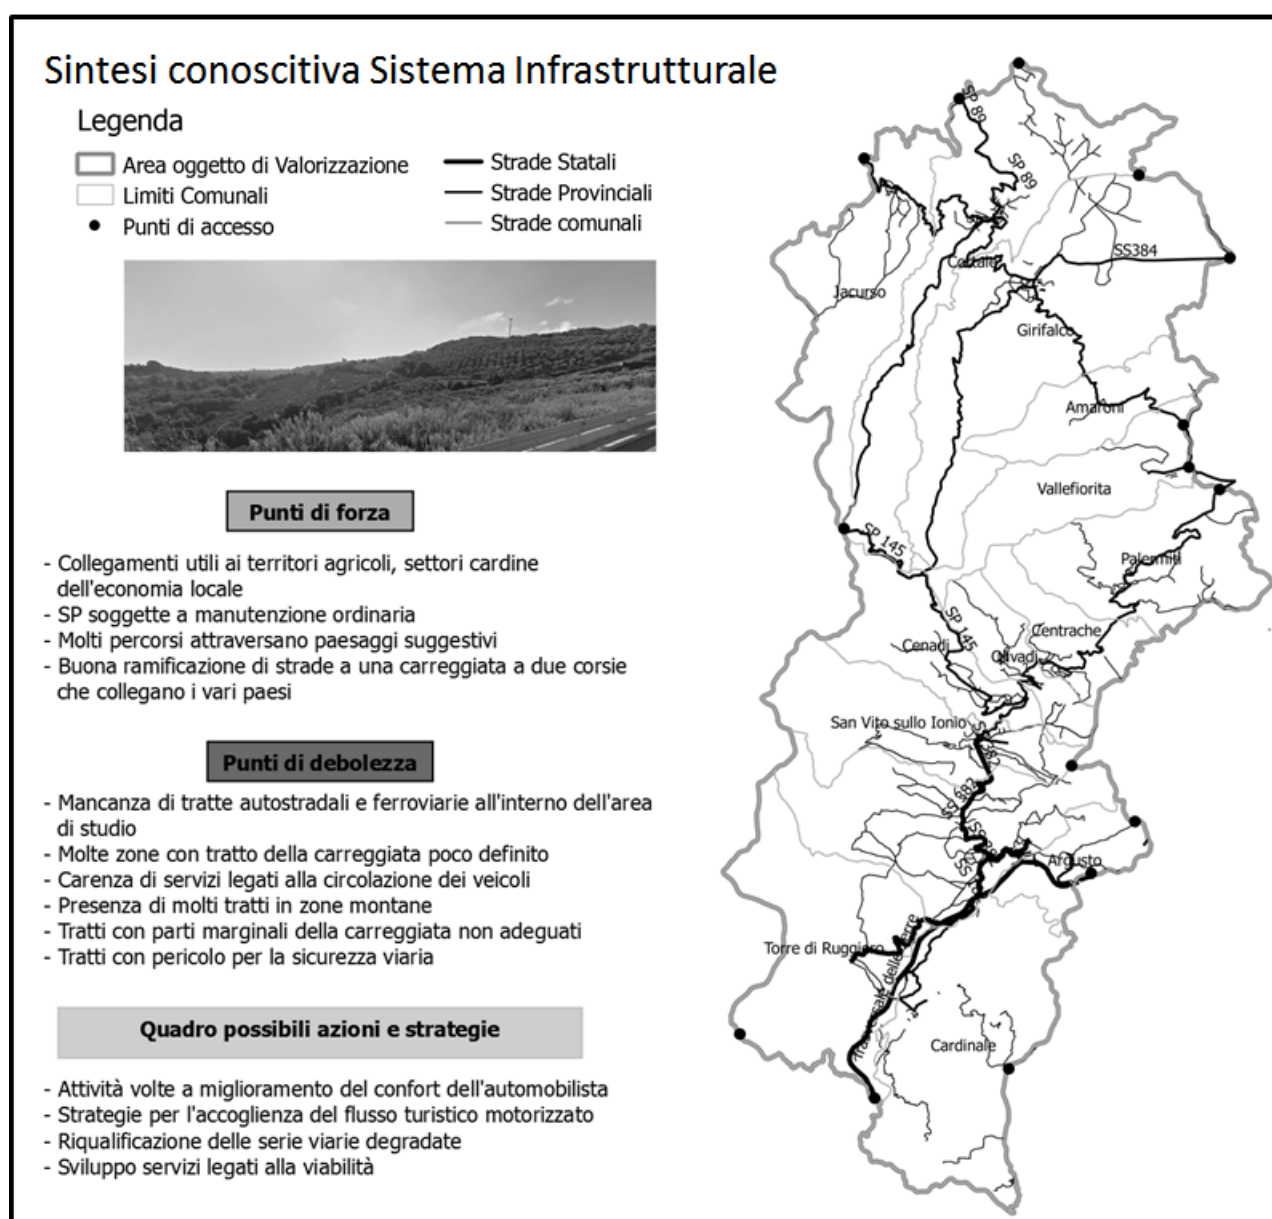 Sintesi conoscitiva Sistema Infrastrutturale
Legenda
Area oggetto di Valorizzazione
Limiti Comunali
Punti di accesso
Strade Statali
Strade Provinciali
Strade comunali
Punti di forza
- Collegamenti utili ai territori agricoli, settori cardine
dell'economia locale
- SP soggette a manutenzione ordinaria
- Molti percorsi attraversano paesaggi suggestivi
- Buona ramificazione di strade a una carreggiata a due corsie
che collegano i vari paesi
Punti di debolezza
- Mancanza di tratte autostradali e ferroviarie all'interno dell'area
di studio
- Molte zone con tratto della carreggiata poco definito
- Carenza di servizi legati alla circolazione dei veicoli
- Presenza di molti tratti in zone montane
- Tratti con parti marginali della carreggiata non adeguati
- Tratti con pericolo per la sicurezza viaria
Quadro possibili azioni e strategie
- Attività volte a miglioramento del confort dell'automobilista
- Strategie per l'accoglienza del flusso turistico motorizzato
- Riqualificazione delle serie viarie degradate
- Sviluppo servizi legati alla viabilità
SP 89
SP 89
SS384
Cortale
Jacurso
Girifalco
Amaroni
Vallefiorita
SP 145
Palermiti
SP 145
Centrache
Cenadi
Olivadi
San Vito sullo Ionio
SS 382
Argusto
Torre di Ruggiero
Trasversale delle Serre
Cardinale